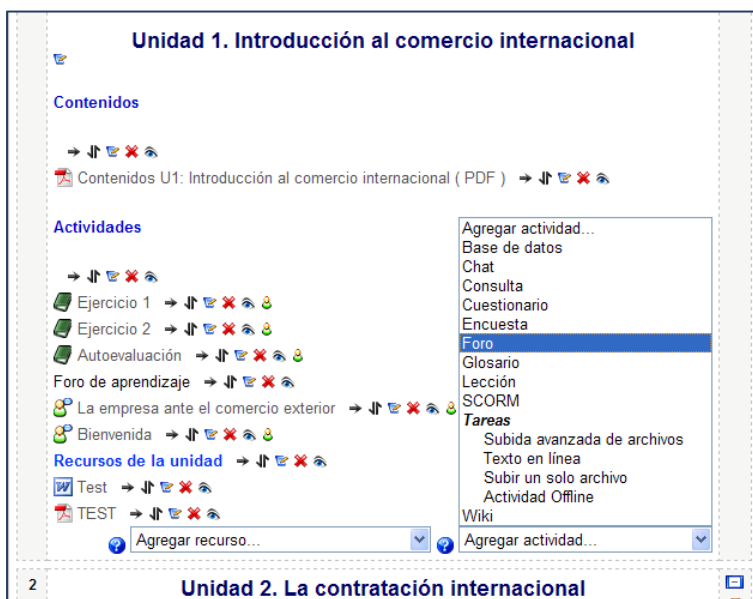 Unidad 1. Introducción al comercio internacional
Contenidos
Contenidos U1: Introducción al comercio internacional ( PDF )
Actividades
Ejercicio 1
Ejercicio 2
Autoevaluación
Foro de aprendizaje
La empresa ante el comercio exterior
Bienvenida
Recursos de la unidad
Test
TEST
Agregar recurso...
Agregar actividad...
Base de datos
Chat
Consulta
Cuestionario
Encuesta
Foro
Glosario
Lección
SCORM
Tareas
Subida avanzada de archivos
Texto en línea
Subir un solo archivo
Actividad Offline
Wiki
Agregar actividad...
2
Unidad 2. La contratación internacional